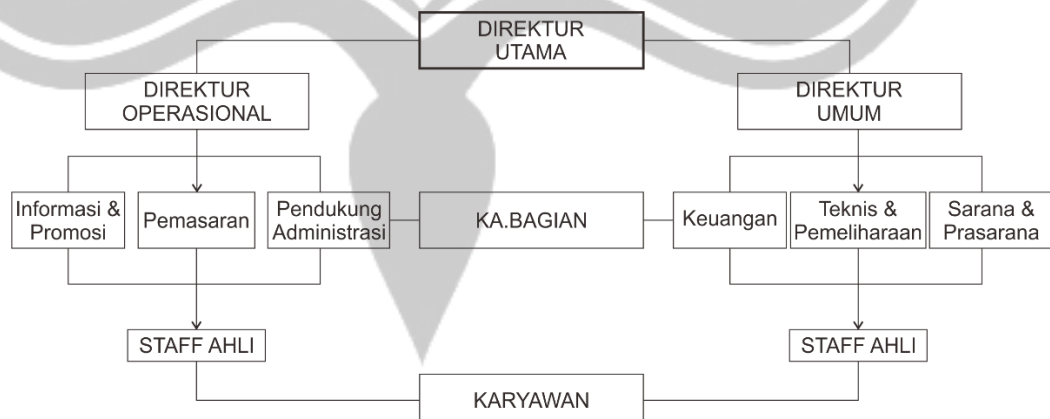 DIREKTUR
UTAMA
DIREKTUR
OPERASIONAL
DIREKTUR
UMUM
Informasi &
Promosi
Pemasaran
Pendukung
Administrasi
KA.BAGIAN
Keuangan
Teknis &
Pemeliharaan
Sarana &
Prasarana
STAFF AHLI
STAFF AHLI
KARYAWAN